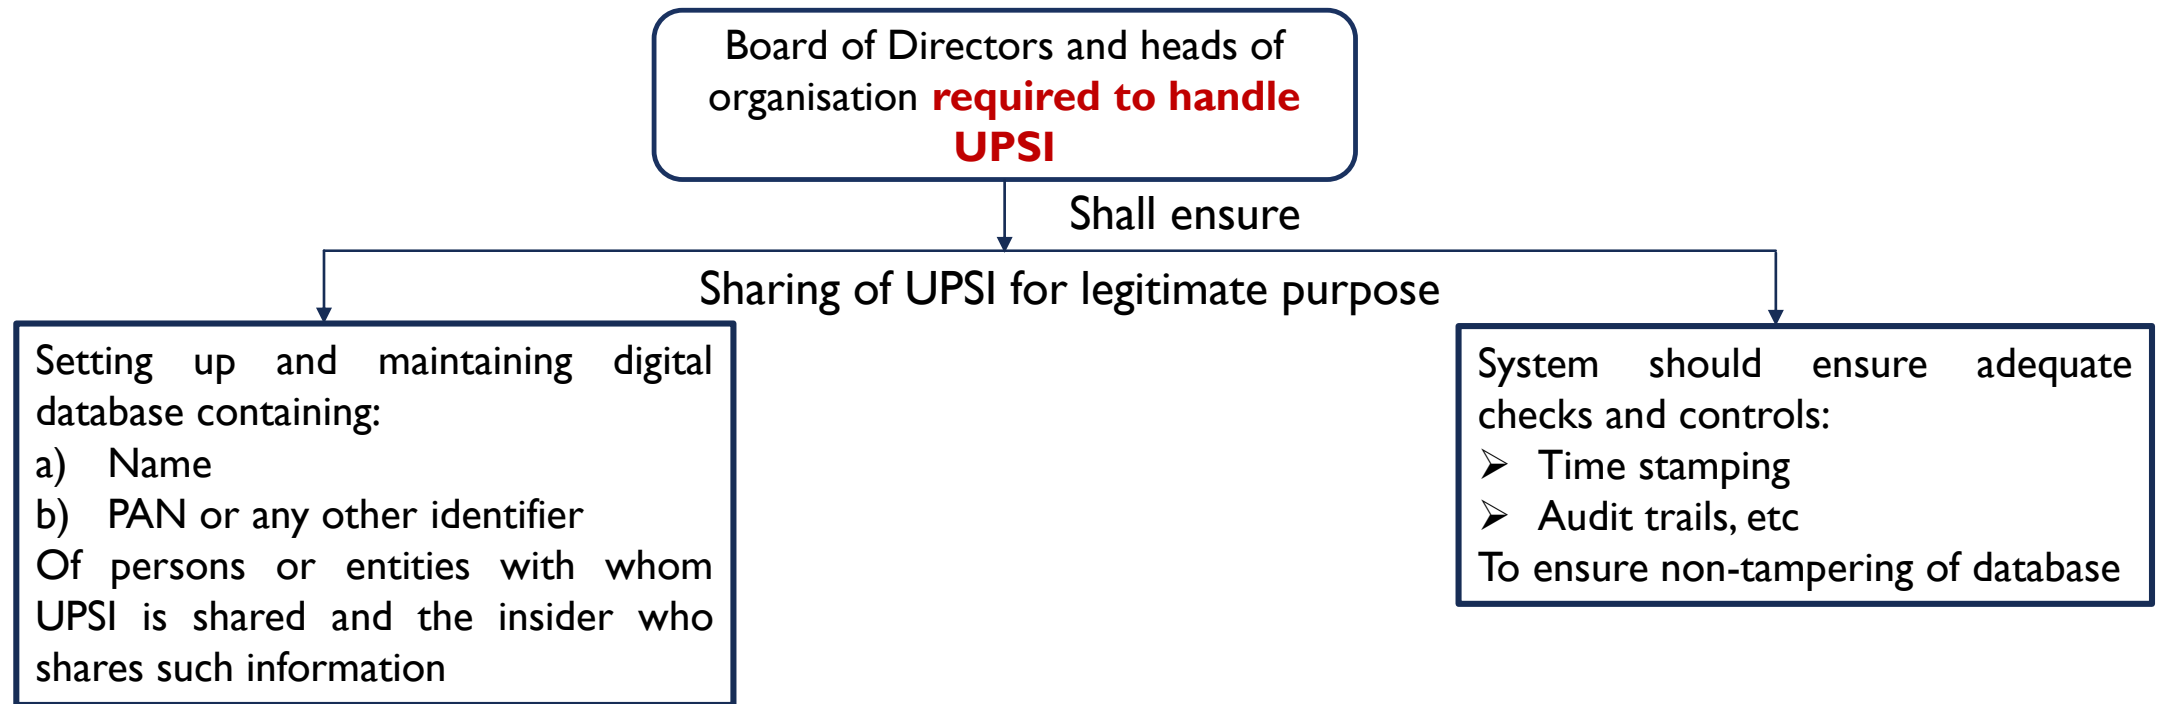 Board of Directors and heads of
organisation required to handle
UPSI
Shall ensure
Sharing of UPSI for legitimate purpose
Setting up and maintaining digital
database containing:
a) Name
b) PAN or any other identifier
Of persons or entities with whom
UPSI is shared and the insider who
shares such information
System should ensure adequate
checks and controls:
➢ Time stamping
➢ Audit trails, etc
To ensure non-tampering of database